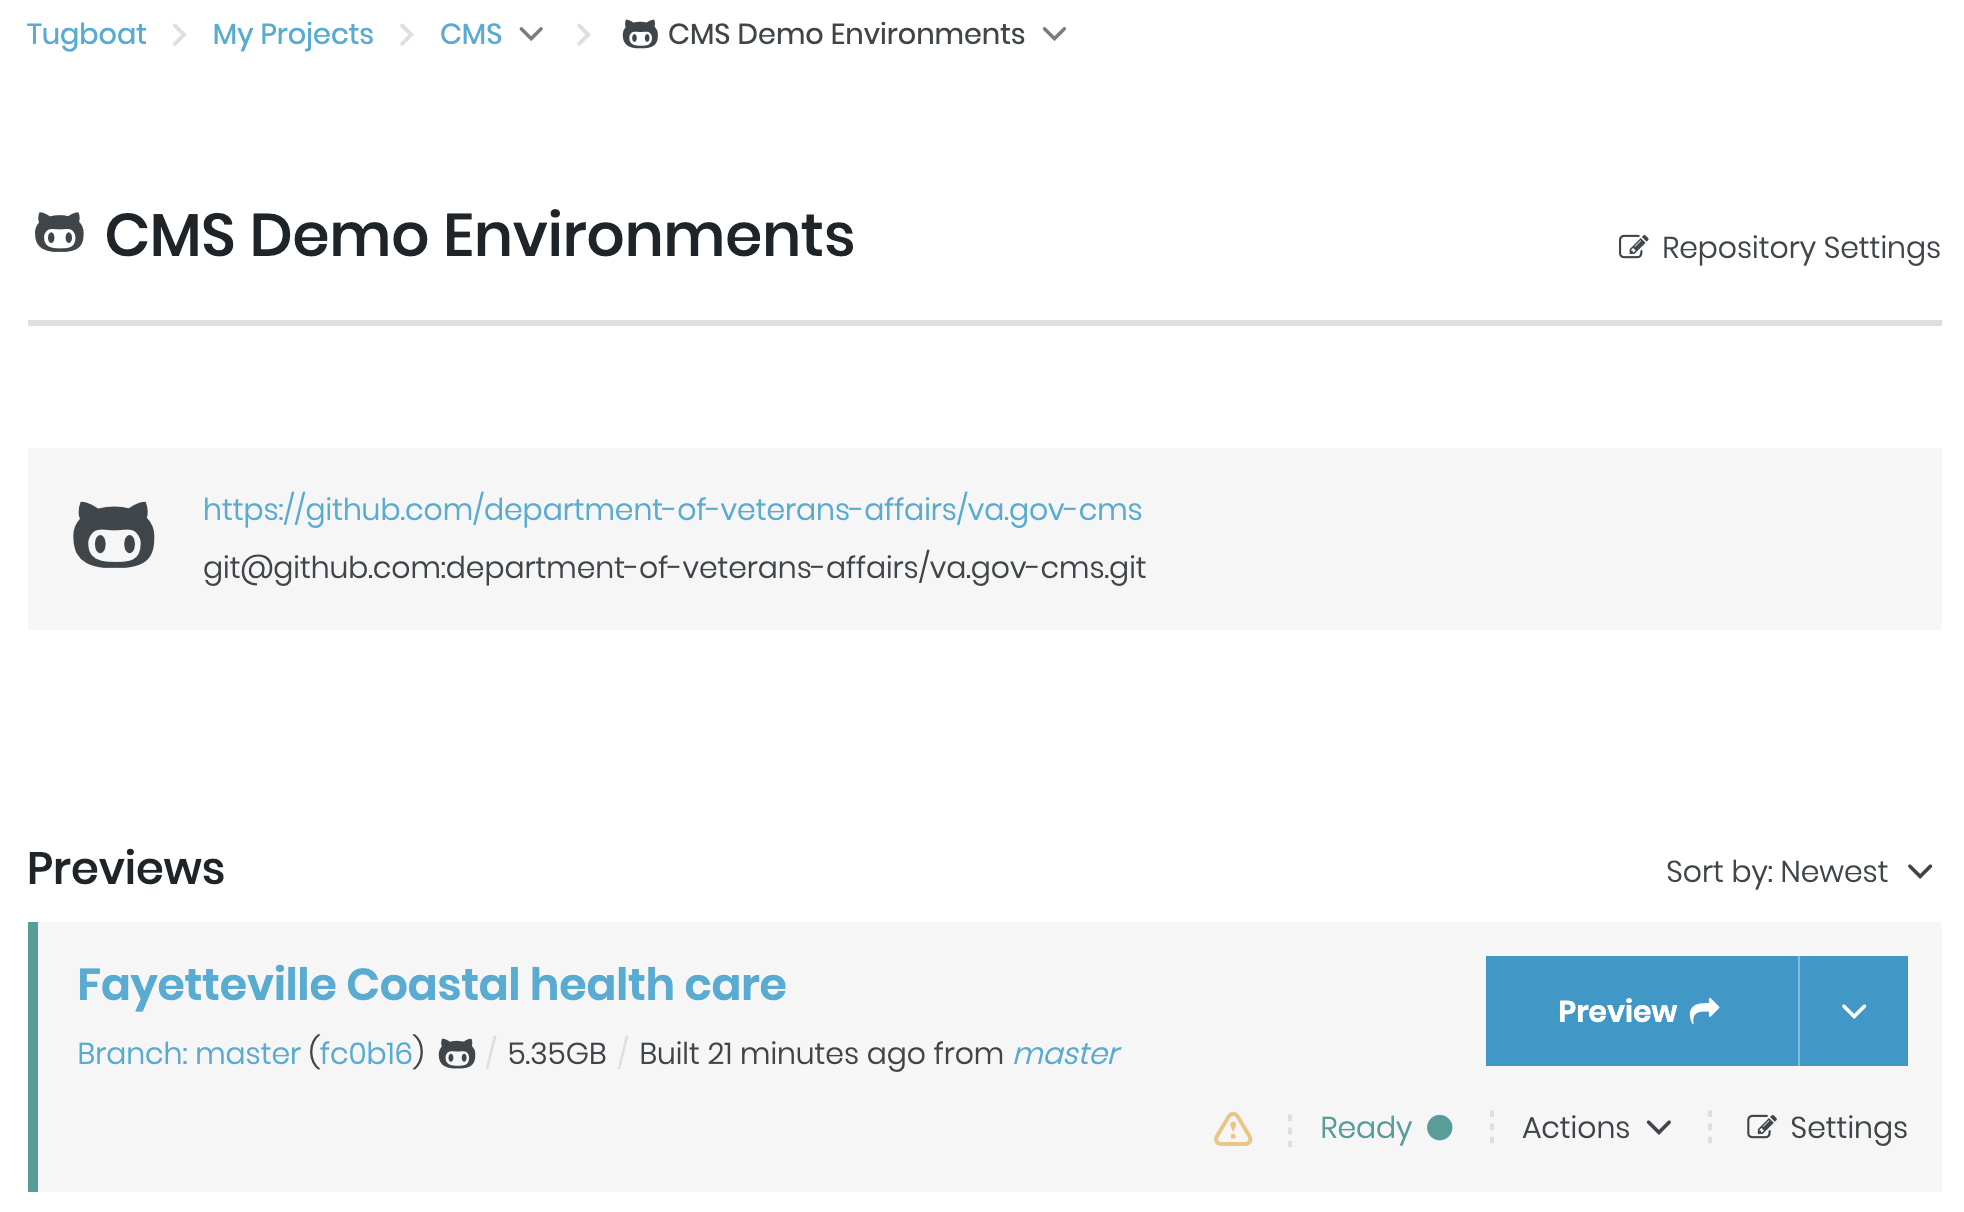 Tugboat > My Projects > CMS > CMS Demo Environments
CMS Demo Environments
Repository Settings
https://github.com/department-of-veterans-affairs/va.gov-cms
git@github.com:department-of-veterans-affairs/va.gov-cms.git
Previews
Sort by: Newest
Fayetteville Coastal health care
Preview
Branch: master (fc0b16) / 5.35GB / Built 21 minutes ago from master
Ready
Actions
Settings